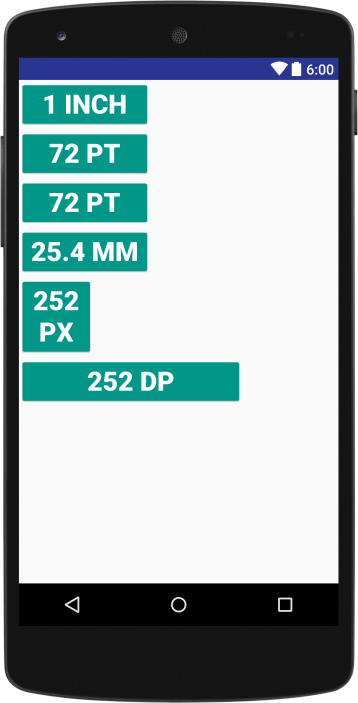 6:00
1 INCH
72 PT
72 PT
25.4 MM
252
PX
252 DP